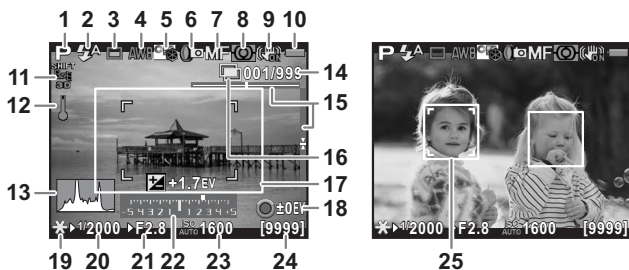 1 2 3 4 5 6 7 8 9 10
P A AWB MF ON
11 SHIFT
3D
001/999 14
12
15
16
+1.7EV
17
13
-5 4 3 2 1 1 2 3 4 +5
±0EV 18
1/2000 F2.8 ISO AUTO 1600 [9999]
19 20 21 22 23 24
P A AWB MF ON
1/2000 F2.8 ISO AUTO 1600 [9999]
25